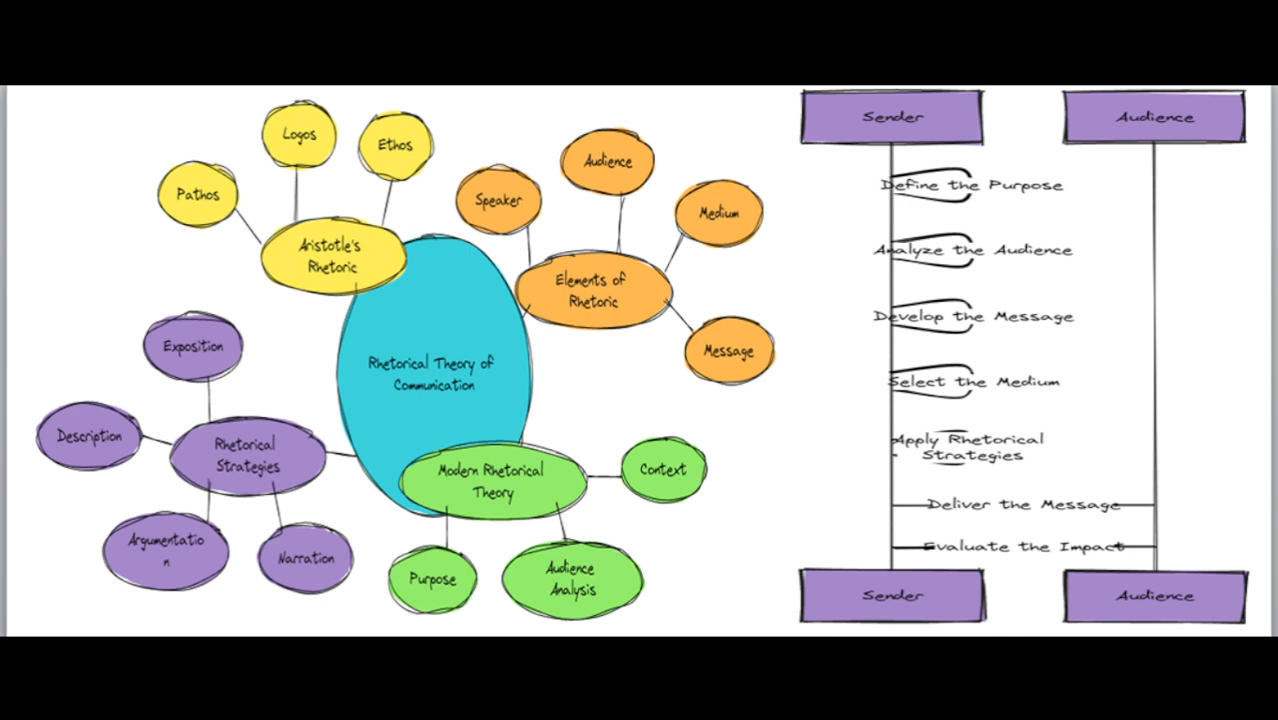 Logos
Ethos
Pathos
Aristotle's
Rhetoric
Audience
Speaker
Medium
Elements of
Rhetoric
Message
Rhetorical Theory of
Communication
Exposition
Description
Rhetorical
Strategies
Argumentatio
n
Narration
Modern Rhetorical
Theory
Context
Purpose
Audience
Analysis
Sender
Audience
Define the Purpose
Analyze the Audience
Develop the Message
Select the Medium
Apply Rhetorical
Strategies
Deliver the Message
Evaluate the Impact
Sender
Audience